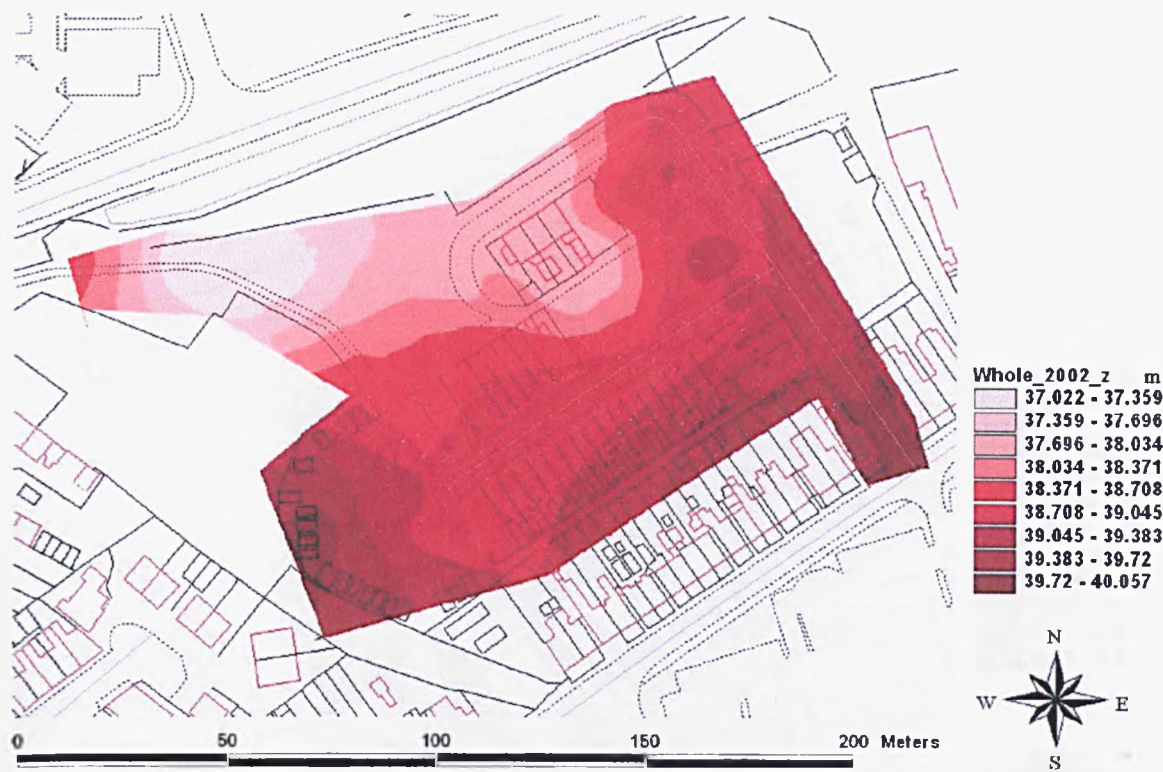 Whole_2002_z m
37.022 - 37.359
37.359 - 37.696
37.696 - 38.034
38.034 - 38.371
38.371 - 38.708
38.708 - 39.045
39.045 - 39.383
39.383 - 39.72
39.72 - 40.057
N
W E
S
0 50 100 150 200 Meters